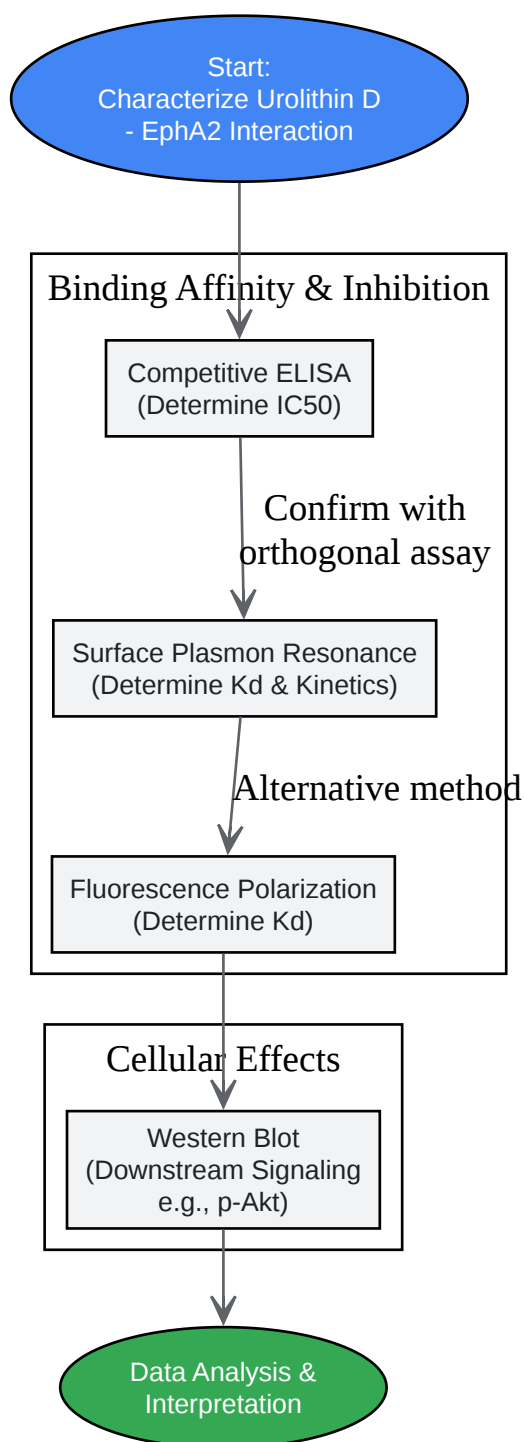 Start:
Characterize Urolithin D
- EphA2 Interaction
Binding Affinity & Inhibition
Competitive ELISA
(Determine IC50)
Confirm with
orthogonal assay
Surface Plasmon Resonance
(Determine Kd & Kinetics)
Alternative method
Fluorescence Polarization
(Determine Kd)
Cellular Effects
Western Blot
(Downstream Signaling
e.g., p-Akt)
Data Analysis &
Interpretation